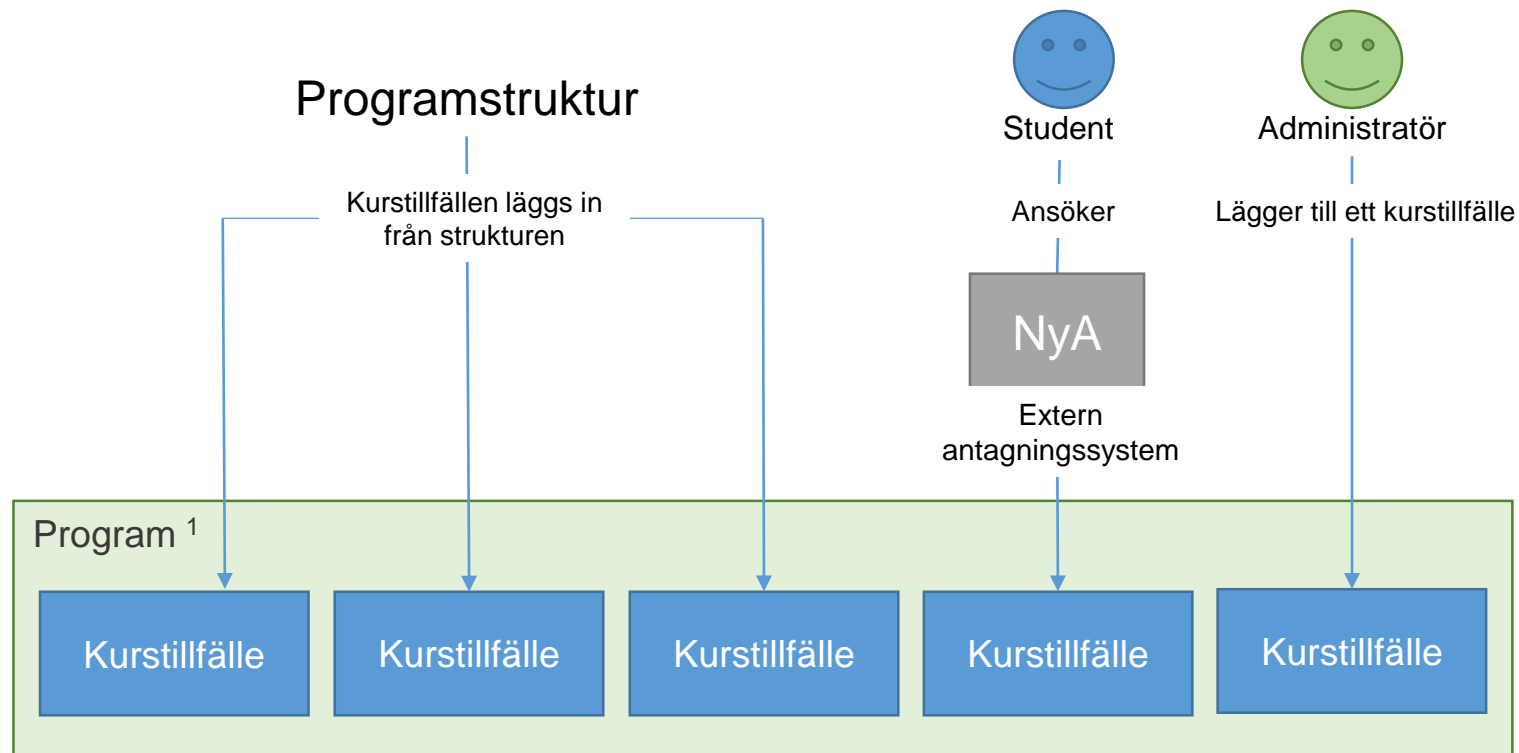 Programstruktur
Kurstillfällen läggs in
från strukturen
Student
Ansöker
NyA
Extern
antagningssystem
Administratör
Lägger till ett kurstillfälle
Program ¹
Kurstillfälle
Kurstillfälle
Kurstillfälle
Kurstillfälle
Kurstillfälle